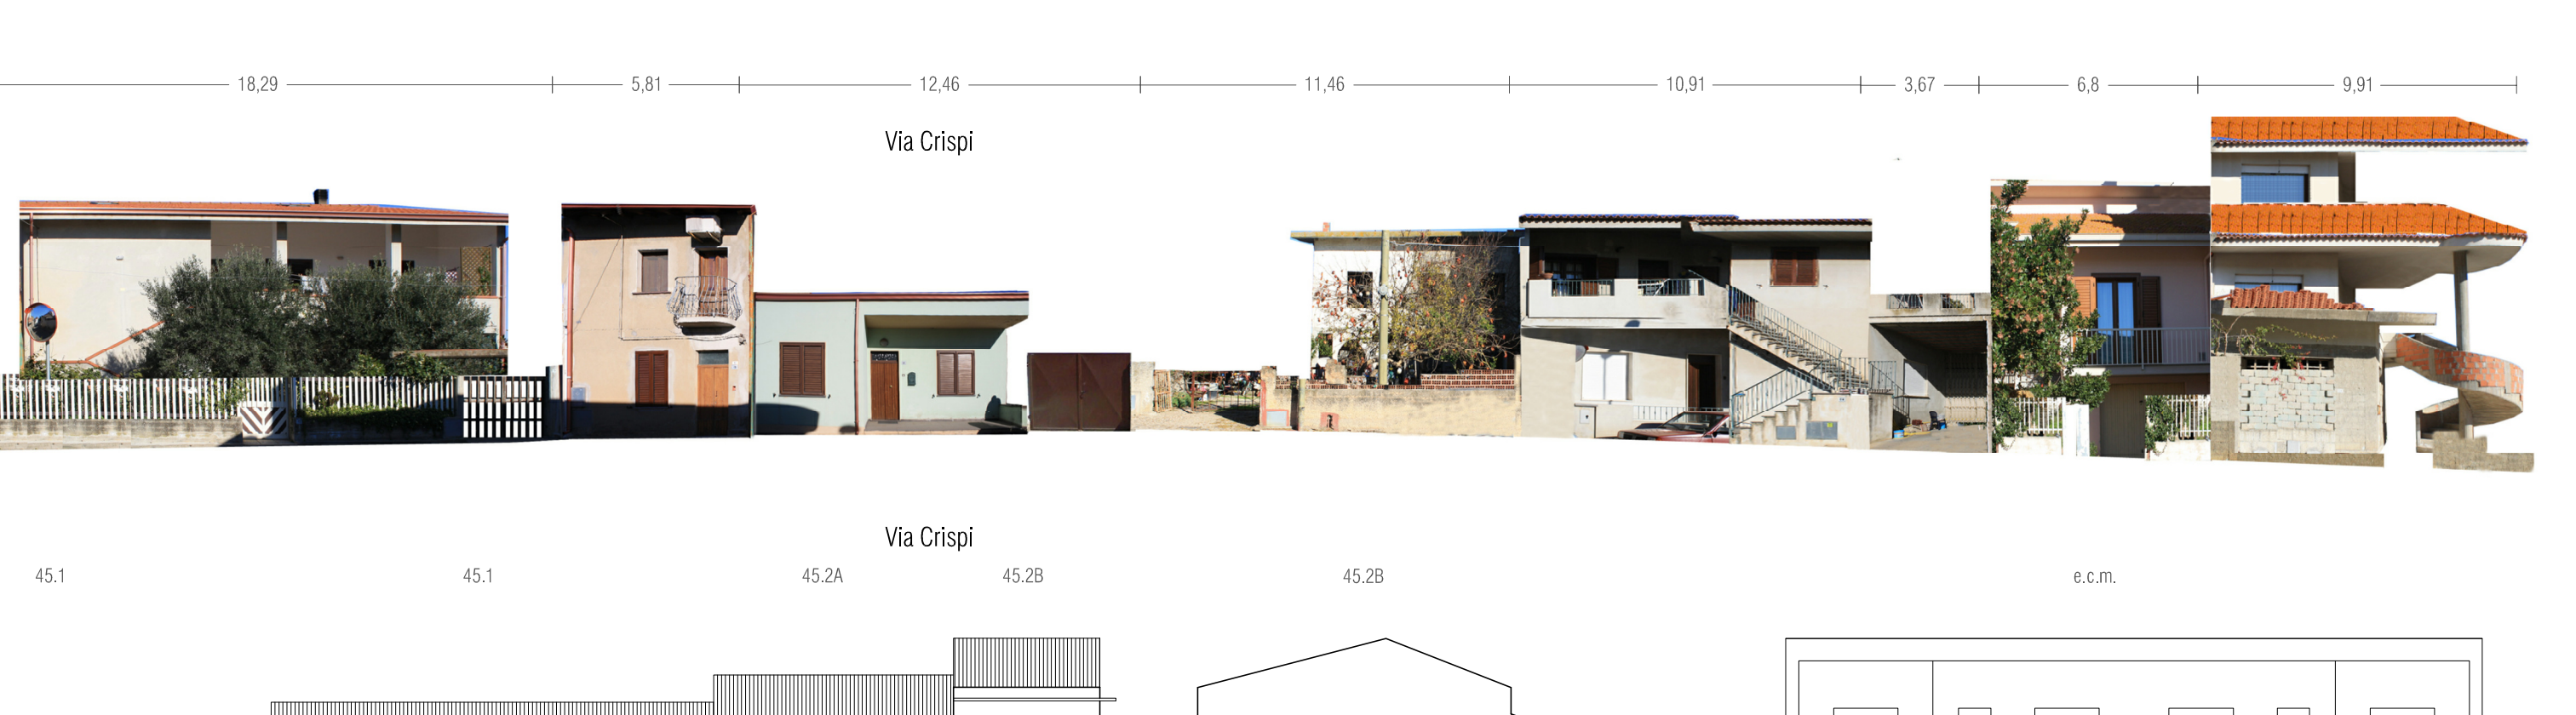 18,29 5,81 12,46 11,46 10,91 3,67 6,8 9,91
Via Crispi
Via Crispi
45.1 45.1 45.2A 45.2B 45.2B e.c.m.